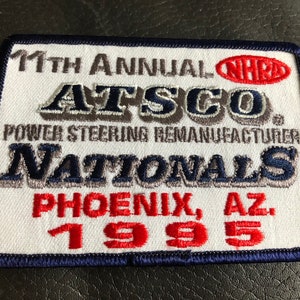 11TH ANNUAL NHRA
ATSCO®
POWER STEERING REMANUFACTURER
NATIONALS
PHOENIX, AZ.
1995